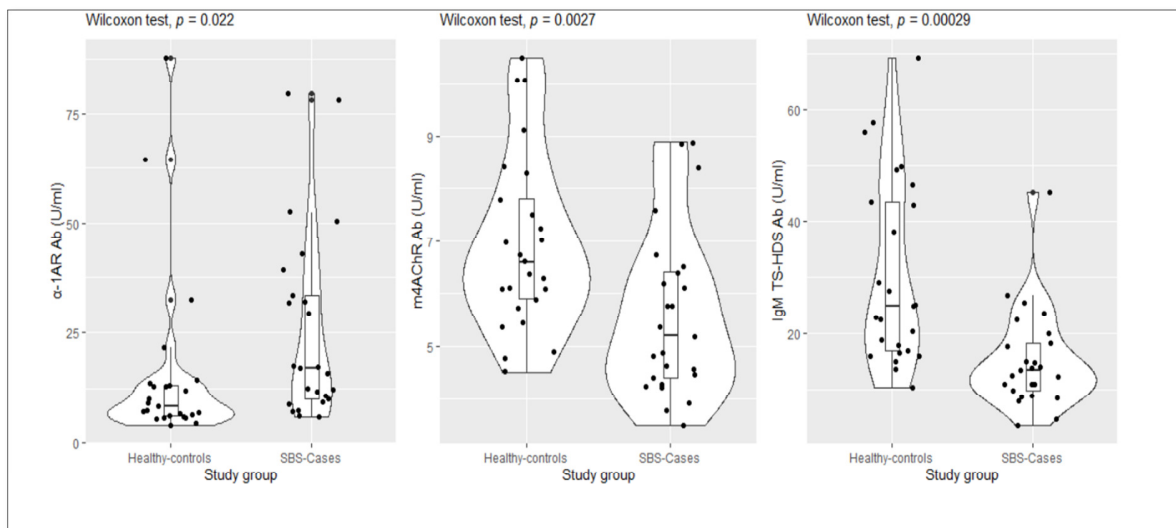 Wilcoxon test, p = 0.022
α-1AR Ab (U/ml)
75
50
25
0
Healthy-controls SBS-Cases
Study group
Wilcoxon test, p = 0.0027
m4AChR Ab (U/ml)
9
7
5
Healthy-controls SBS-Cases
Study group
Wilcoxon test, p = 0.00029
IgM TS-HDS Ab (U/ml)
60
40
20
Healthy-controls SBS-Cases
Study group